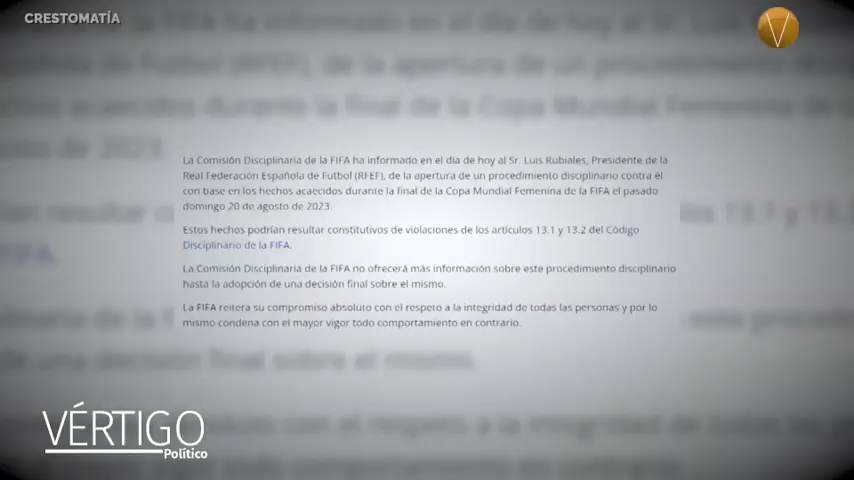 CRESTOMATÍA
V
La Comisión Disciplinaria de la FIFA ha informado en el día de hoy al Sr. Luis Rubiales, Presidente de la
Real Federación Española de Futbol (RFEF), de la apertura de un procedimiento disciplinario contra él
con base en los hechos acaecidos durante la final de la Copa Mundial Femenina de la FIFA el pasado
domingo 20 de agosto de 2023.
Estos hechos podrían resultar constitutivos de violaciones de los artículos 13.1 y 13.2 del Código
Disciplinario de la FIFA.
La Comisión Disciplinaria de la FIFA no ofrecerá más información sobre este procedimiento disciplinario
hasta la adopción de una decisión final sobre el mismo.
La FIFA reitera su compromiso absoluto con el respeto a la integridad de todas las personas y por lo
mismo condena con el mayor vigor todo comportamiento en contrario.
VÉRTIGO
Político